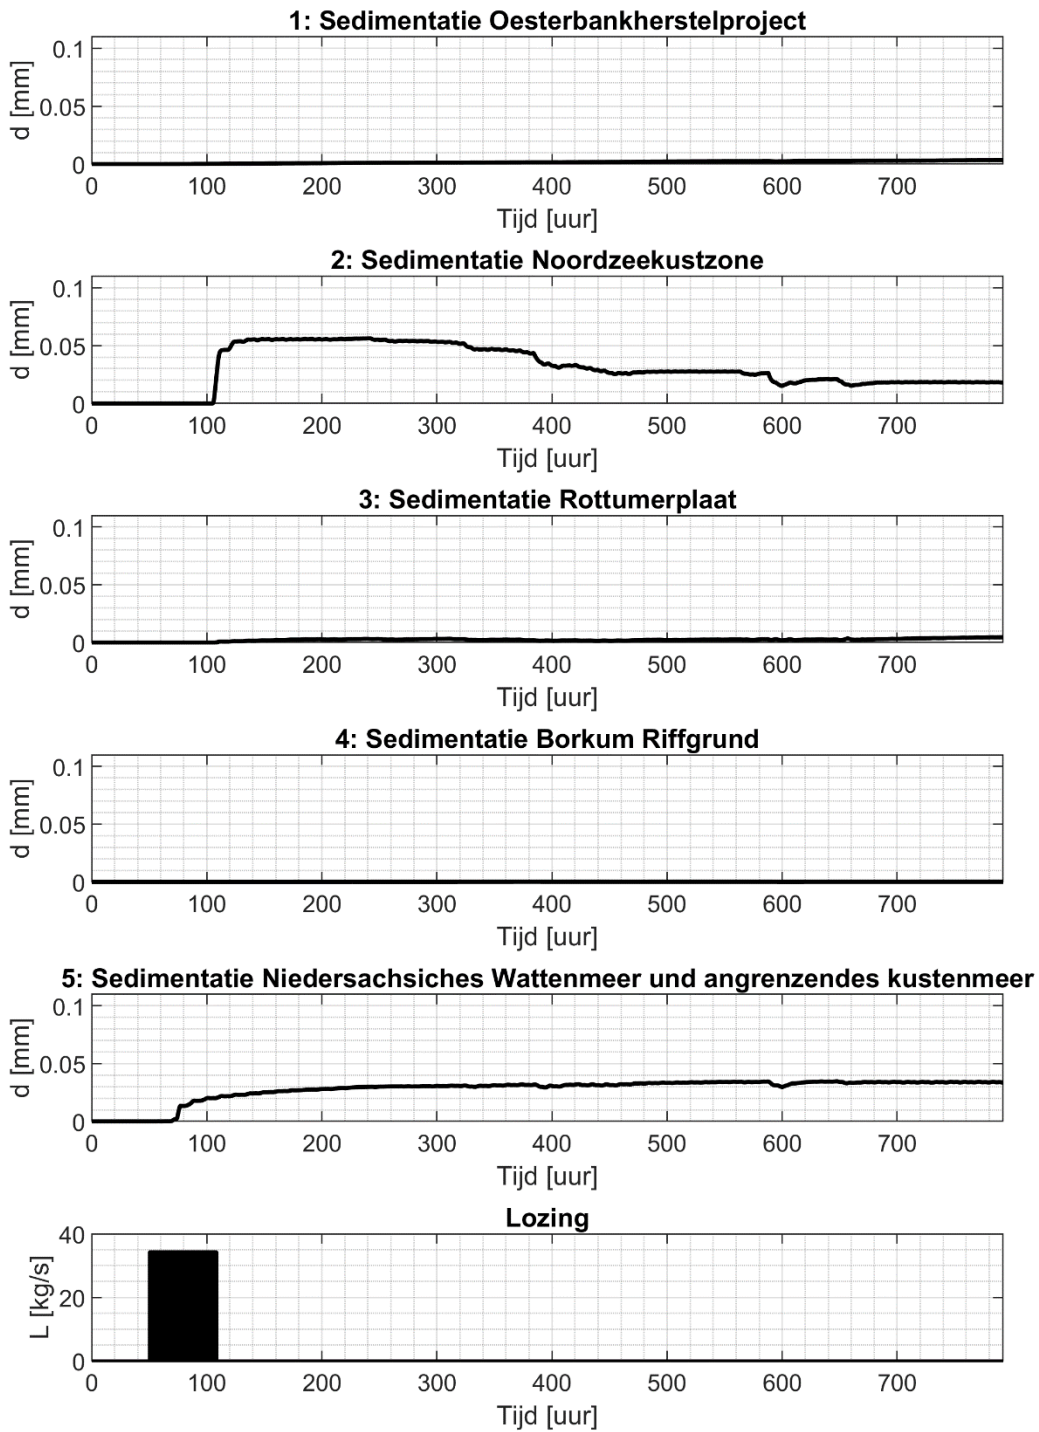 1: Sedimentatie Oesterbankherstelproject
0.1
0.05
0
d [mm]
0 100 200 300 400 500 600 700
Tijd [uur]
2: Sedimentatie Noordzeekustzone
0.1
0.05
0
d [mm]
0 100 200 300 400 500 600 700
Tijd [uur]
3: Sedimentatie Rottumerplaat
0.1
0.05
0
d [mm]
0 100 200 300 400 500 600 700
Tijd [uur]
4: Sedimentatie Borkum Riffgrund
0.1
0.05
0
d [mm]
0 100 200 300 400 500 600 700
Tijd [uur]
5: Sedimentatie Niedersachsiches Wattenmeer und angrenzendes kustenmeer
0.1
0.05
0
d [mm]
0 100 200 300 400 500 600 700
Tijd [uur]
Lozing
40
20
0
L [kg/s]
0 100 200 300 400 500 600 700
Tijd [uur]